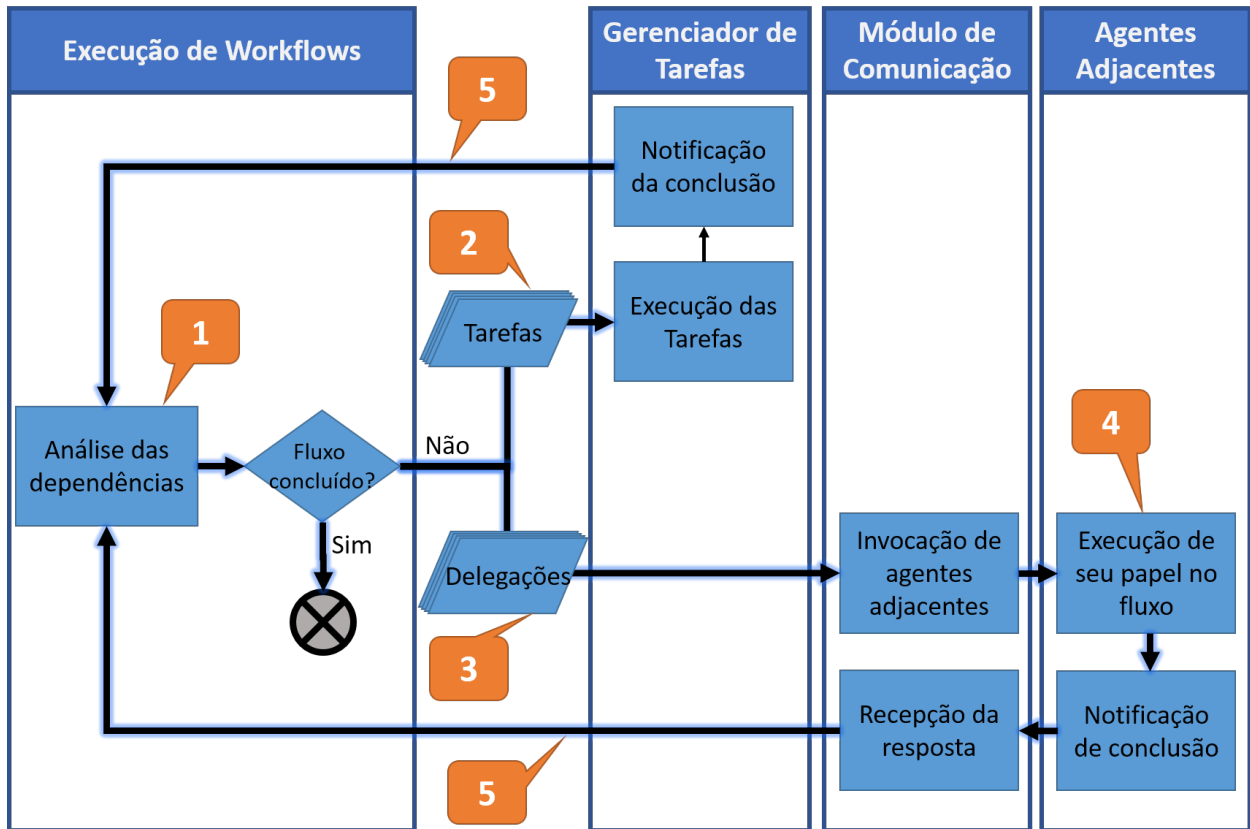 Execução de Workflows
Gerenciador de
Tarefas
Módulo de
Comunicação
Agentes
Adjacentes
5
Notificação
da conclusão
2
Tarefas
Execução das
Tarefas
1
Análise das
dependências
Fluxo
concluído?
Não
Sim
4
Delegações
Invocação de
agentes
adjacentes
Execução de
seu papel no
fluxo
3
Recepção da
resposta
Notificação
de conclusão
5